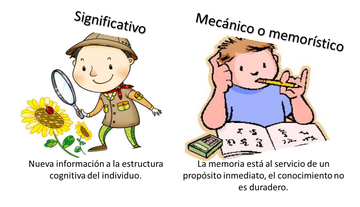 Significativo
Mecánico o memorístico
Nueva información a la estructura
cognitiva del individuo.
La memoria está al servicio de un
propósito inmediato, el conocimiento no
es duradero.